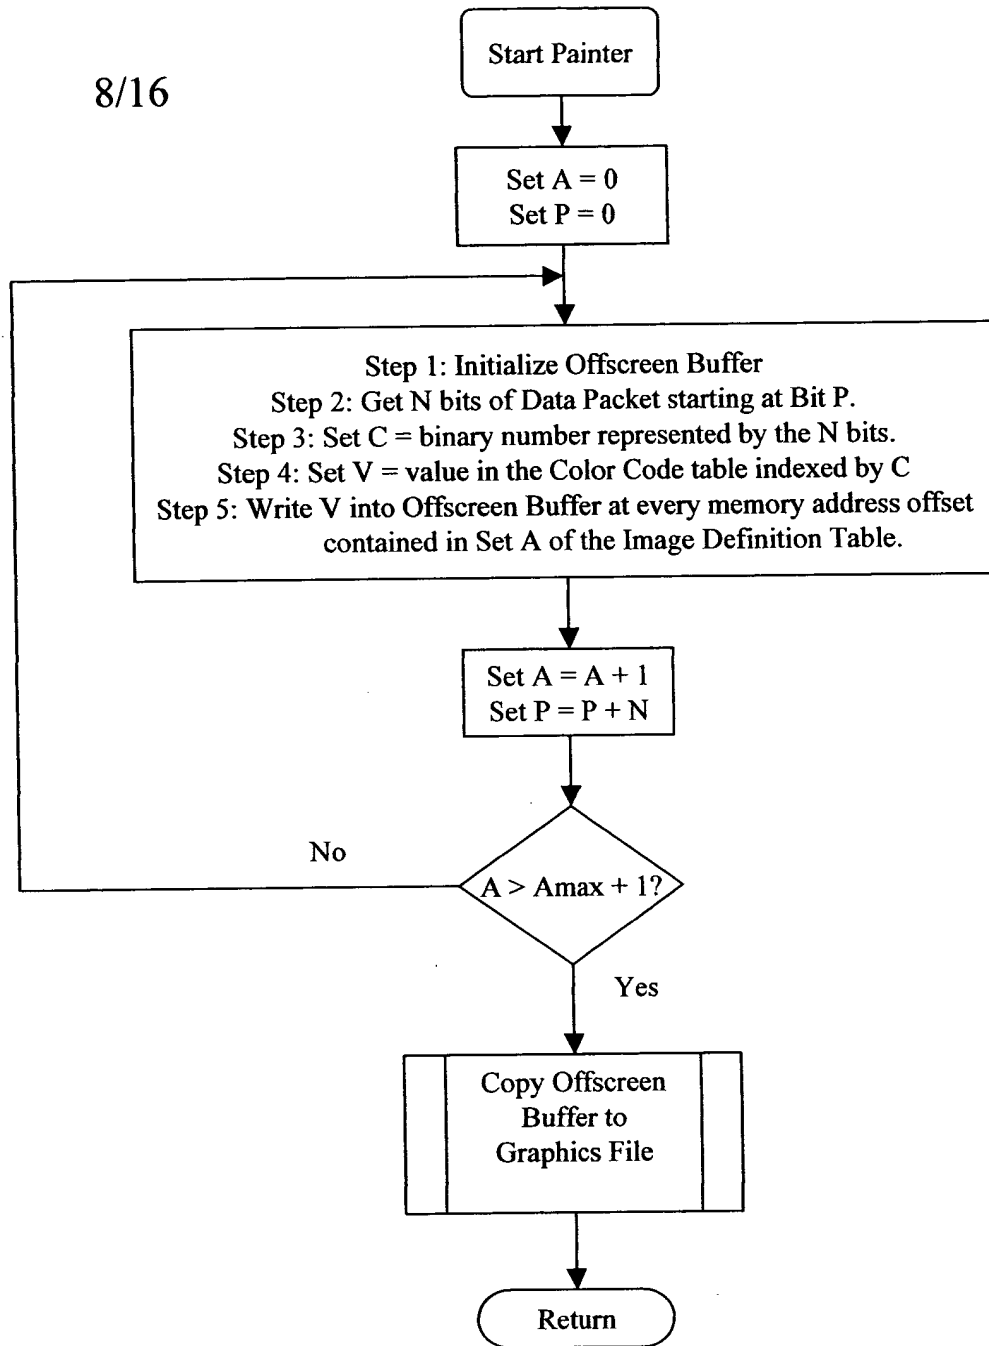 8/16
Start Painter
Set A = 0
Set P = 0
Step 1: Initialize Offscreen Buffer
Step 2: Get N bits of Data Packet starting at Bit P.
Step 3: Set C = binary number represented by the N bits.
Step 4: Set V = value in the Color Code table indexed by C
Step 5: Write V into Offscreen Buffer at every memory address offset
contained in Set A of the Image Definition Table.
Set A = A + 1
Set P = P + N
No
A > Amax + 1?
Yes
Copy Offscreen
Buffer to
Graphics File
Return